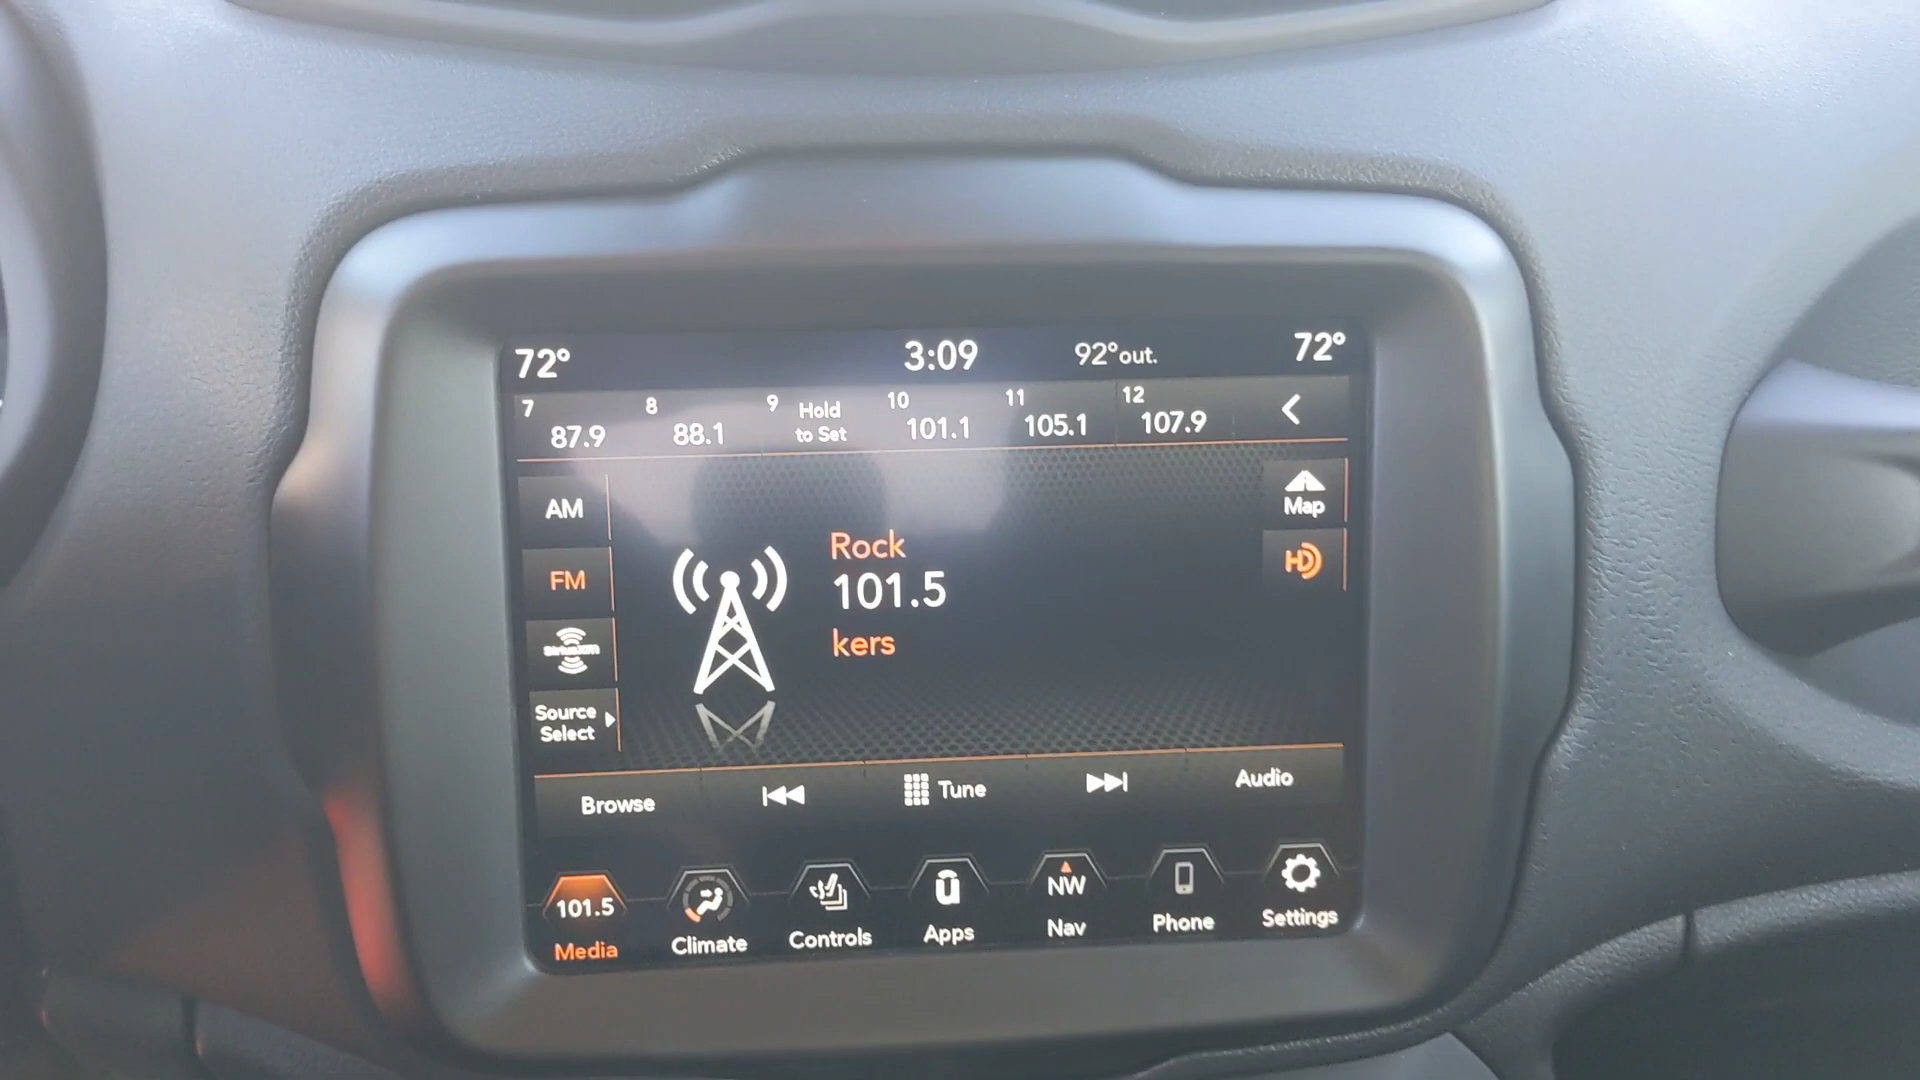 72° 3:09 92°out. 72°
7 8 9 Hold 10 11 12
87.9 88.1 to Set 101.1 105.1 107.9
AM
FM
SiriusXM
Source
Select
Rock
101.5
kers
Map
HD
Browse Tune Audio
101.5 NW
Media Climate Controls Apps Nav Phone Settings